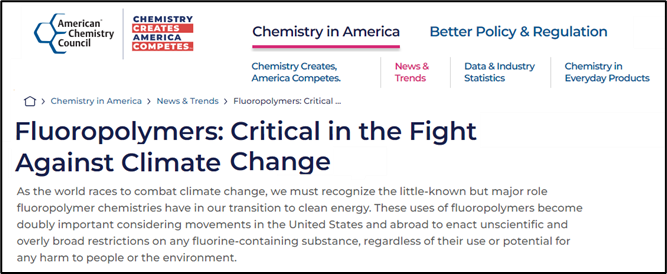 American®
Chemistry
Council
CHEMISTRY
CREATES
AMERICA
COMPETES.
Chemistry in America
Better Policy & Regulation
Chemistry Creates,
America Competes.
News &
Trends
Data & Industry
Statistics
Chemistry in
Everyday Products
Chemistry in America > News & Trends > Fluoropolymers: Critical ...
Fluoropolymers: Critical in the Fight
Against Climate Change
As the world races to combat climate change, we must recognize the little-known but major role
fluoropolymer chemistries have in our transition to clean energy. These uses of fluoropolymers become
doubly important considering movements in the United States and abroad to enact unscientific and
overly broad restrictions on any fluorine-containing substance, regardless of their use or potential for
any harm to people or the environment.